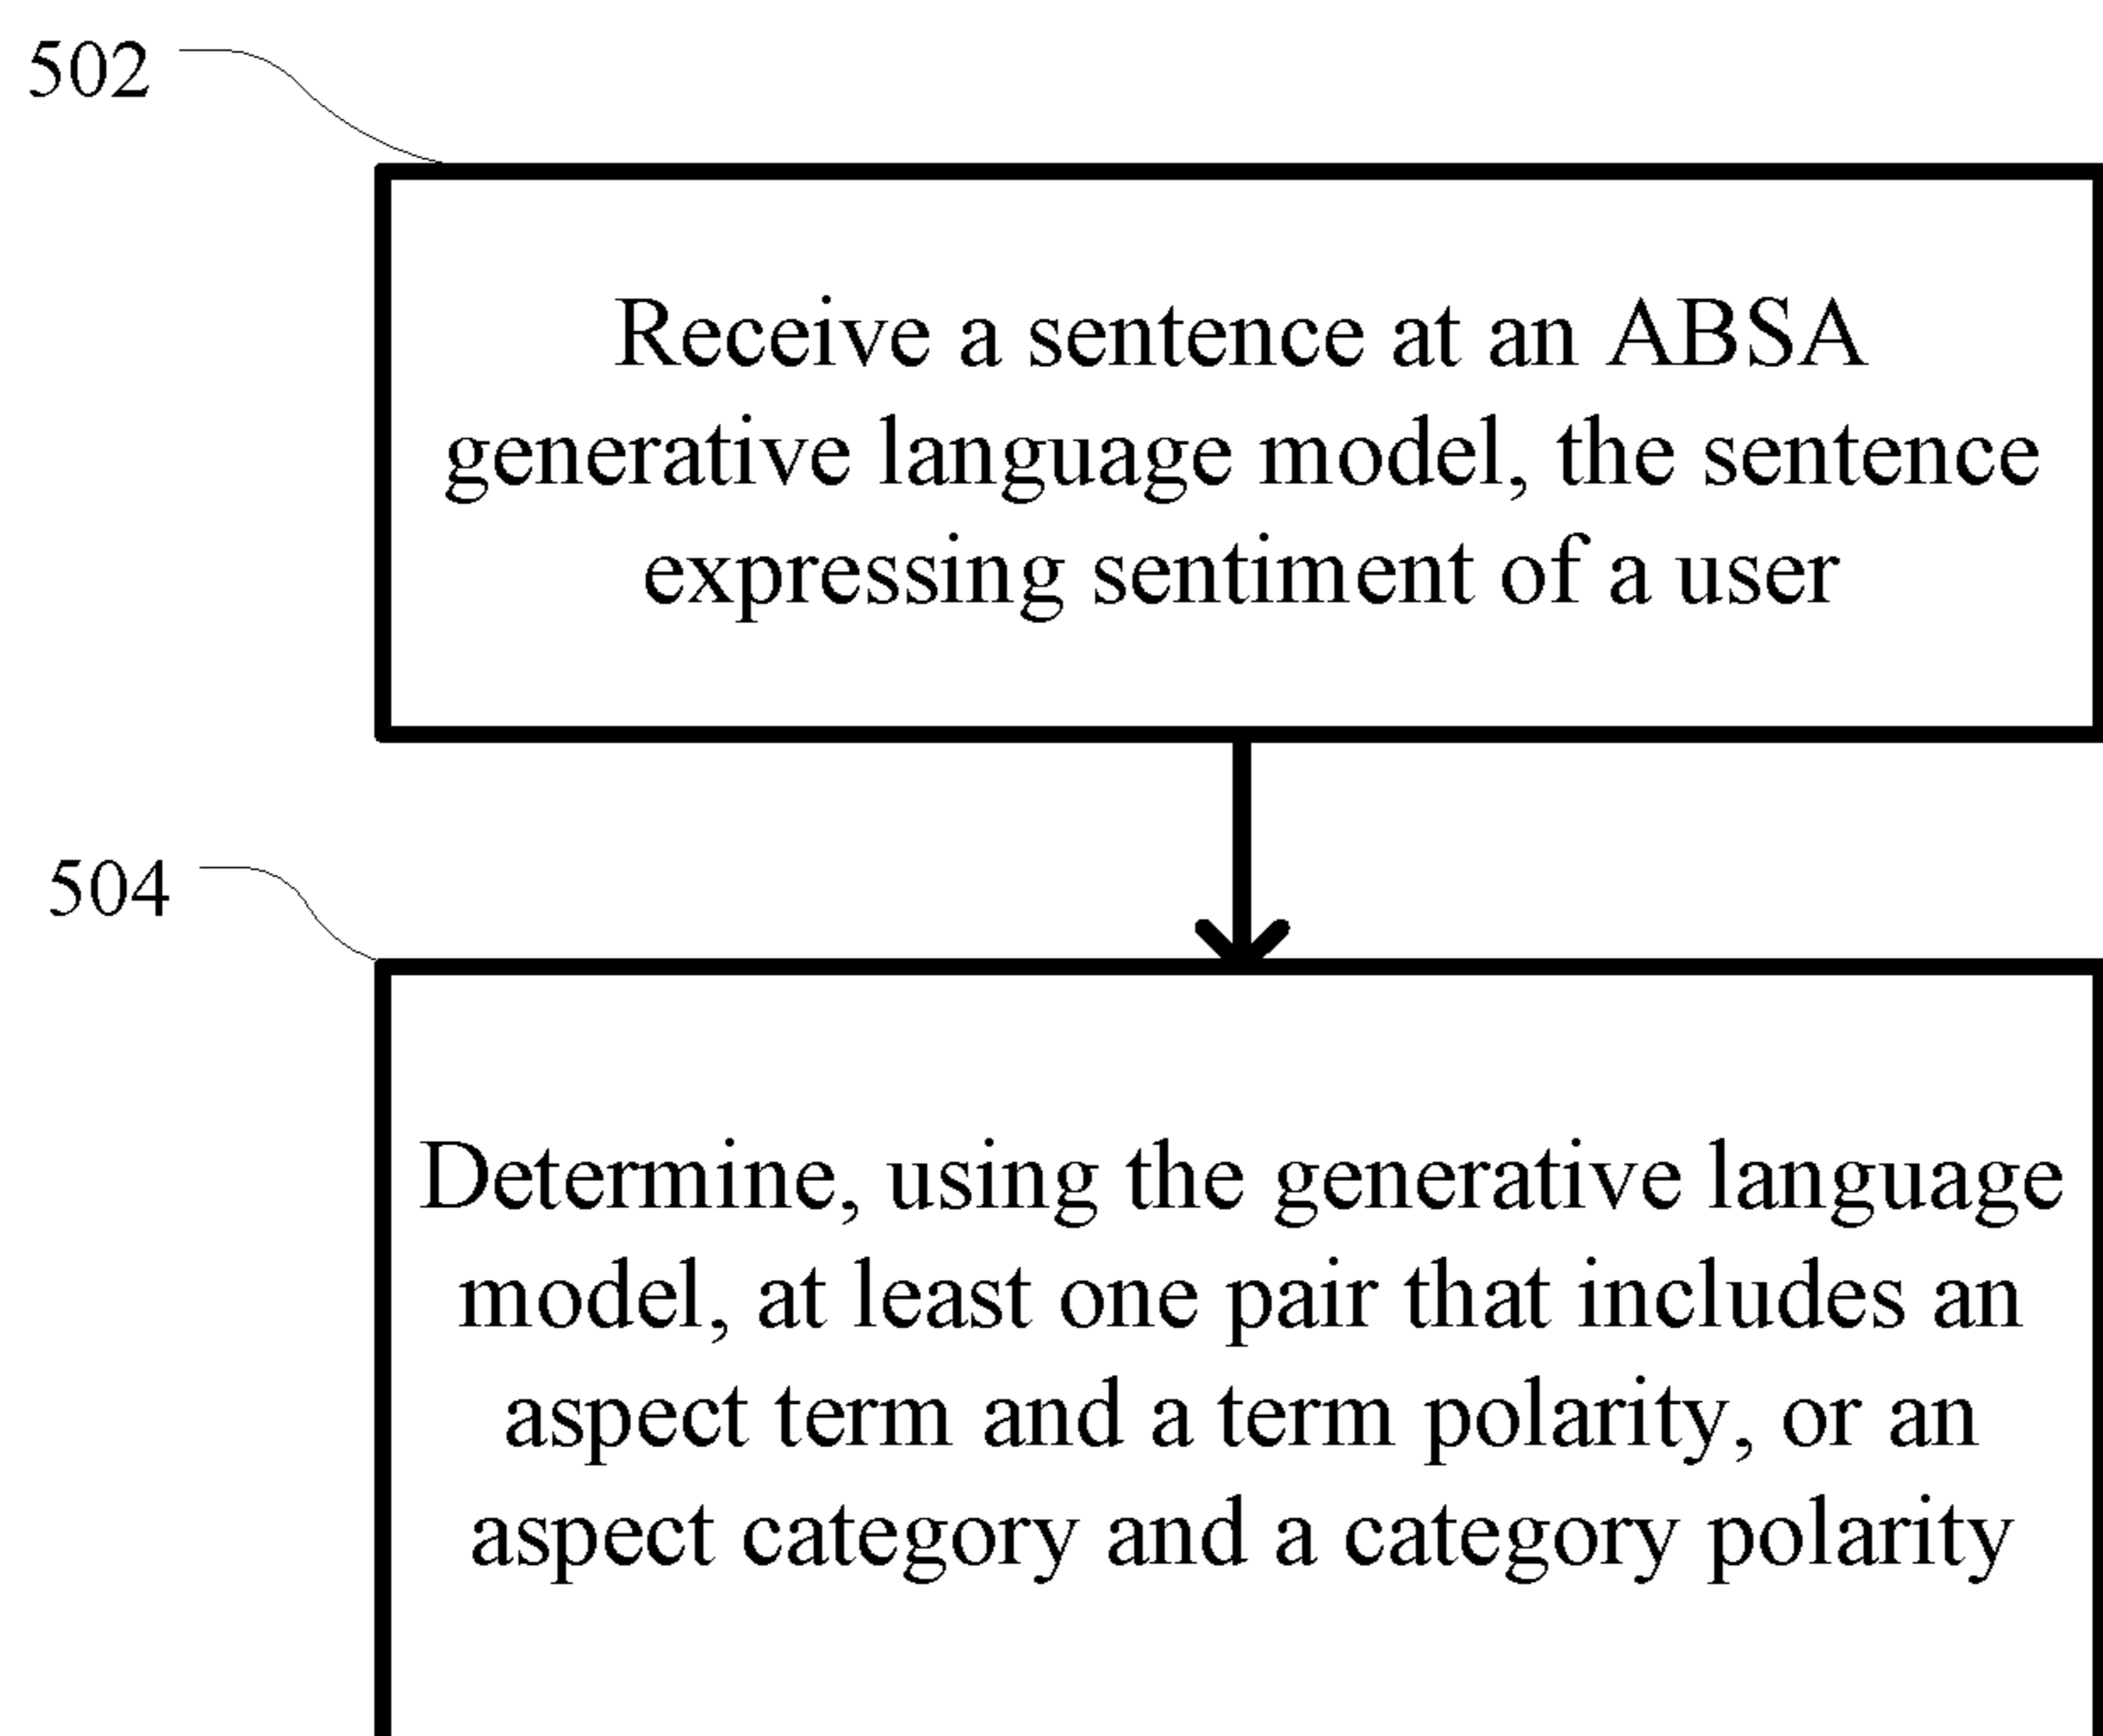 502
Receive a sentence at an ABSA
generative language model, the sentence
expressing sentiment of a user
504
Determine, using the generative language
model, at least one pair that includes an
aspect term and a term polarity, or an
aspect category and a category polarity